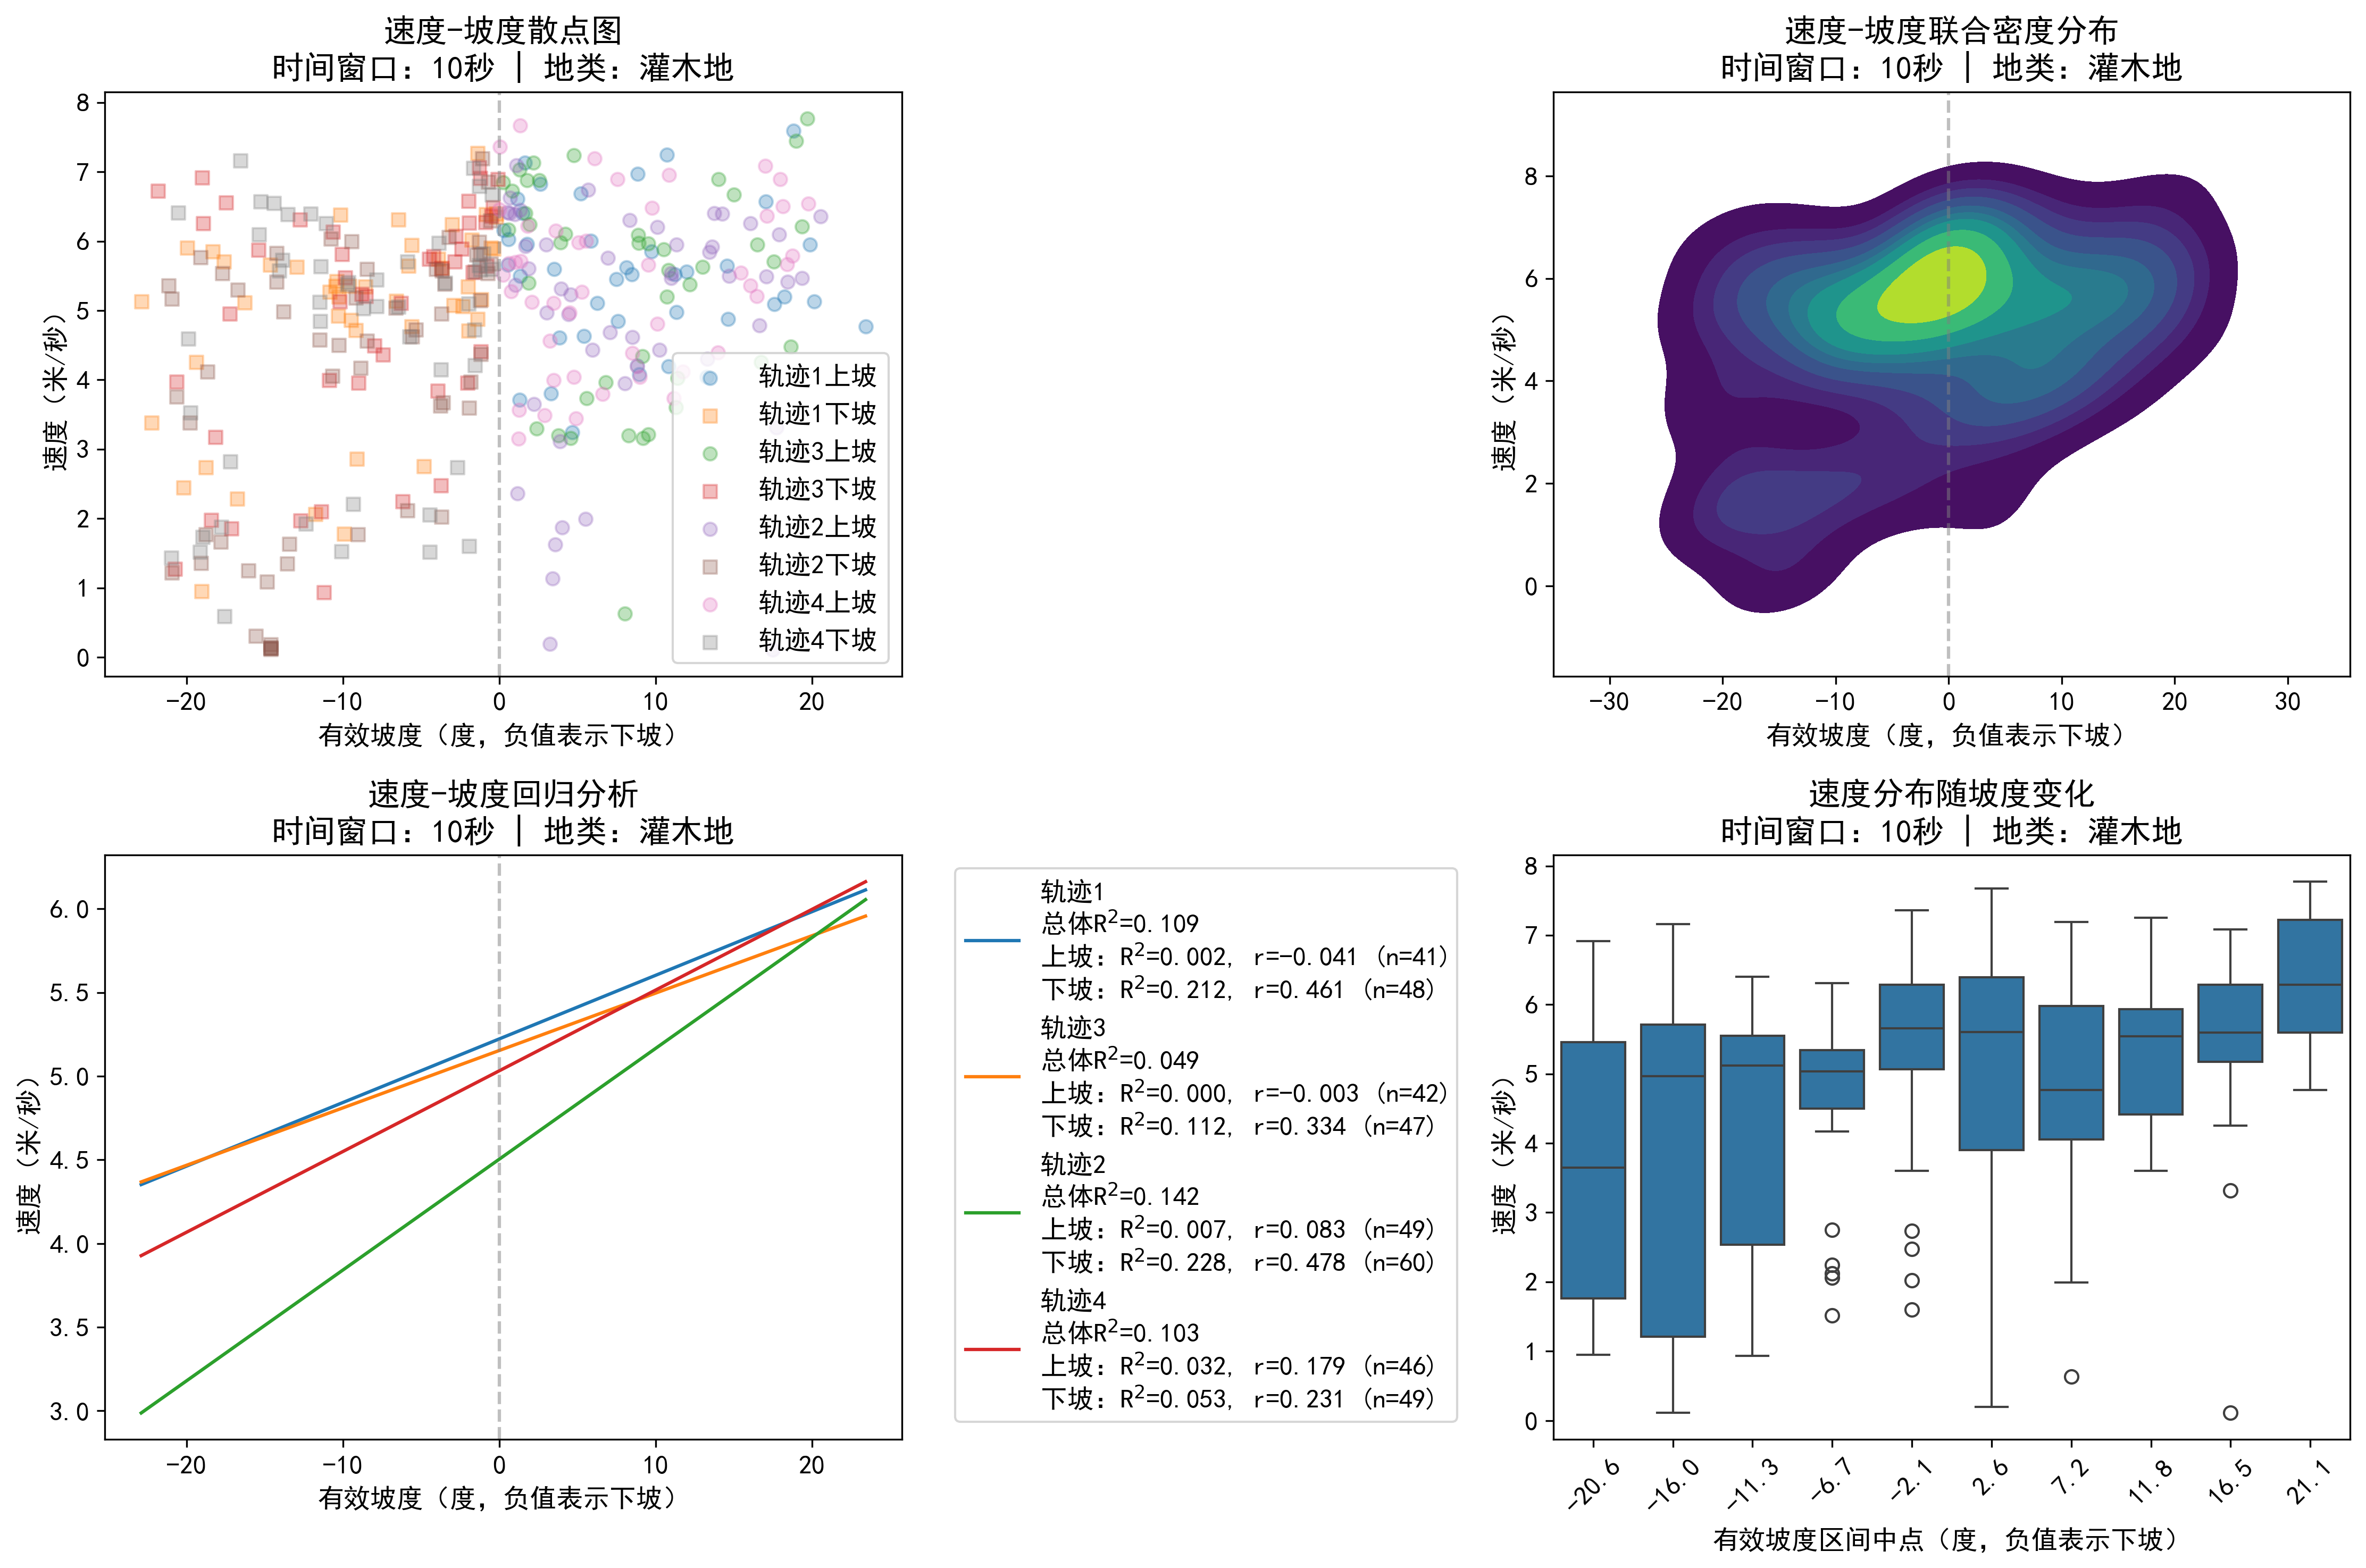 速度-坡度散点图
时间窗口：10秒 | 地类：灌木地
8
7
6
5
4
3
2
1
0
速度（米/秒）
轨迹1上坡
轨迹1下坡
轨迹3上坡
轨迹3下坡
轨迹2上坡
轨迹2下坡
轨迹4上坡
轨迹4下坡
−20 −10 0 10 20
有效坡度（度，负值表示下坡）
速度-坡度联合密度分布
时间窗口：10秒 | 地类：灌木地
8
6
4
2
0
速度（米/秒）
−30 −20 −10 0 10 20 30
有效坡度（度，负值表示下坡）
速度-坡度回归分析
时间窗口：10秒 | 地类：灌木地
6.0
5.5
5.0
4.5
4.0
3.5
3.0
速度（米/秒）
−20 −10 0 10 20
有效坡度（度，负值表示下坡）
轨迹1
总体R²=0.109
上坡：R²=0.002, r=-0.041 (n=41)
下坡：R²=0.212, r=0.461 (n=48)
轨迹3
总体R²=0.049
上坡：R²=0.000, r=-0.003 (n=42)
下坡：R²=0.112, r=0.334 (n=47)
轨迹2
总体R²=0.142
上坡：R²=0.007, r=0.083 (n=49)
下坡：R²=0.228, r=0.478 (n=60)
轨迹4
总体R²=0.103
上坡：R²=0.032, r=0.179 (n=46)
下坡：R²=0.053, r=0.231 (n=49)
速度分布随坡度变化
时间窗口：10秒 | 地类：灌木地
8
7
6
5
4
3
2
1
0
速度（米/秒）
-20.6 -16.0 -11.3 -6.7 -2.1 2.6 7.2 11.8 16.5 21.1
有效坡度区间中点（度，负值表示下坡）